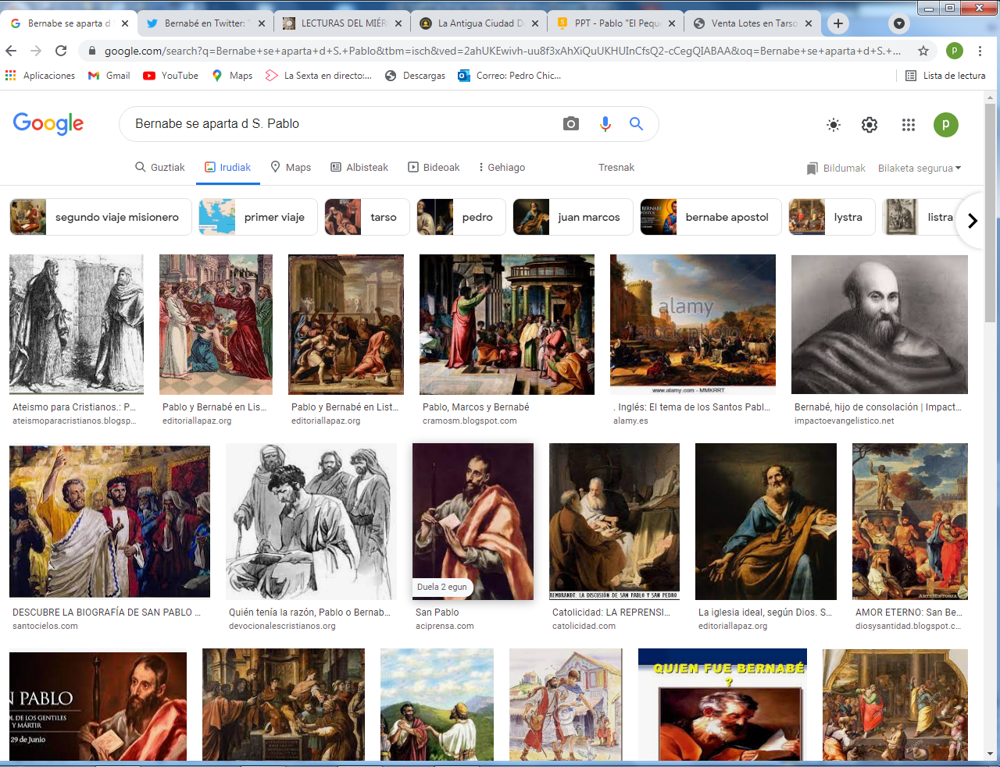 Bernabe se aparta d S
Bernabé en Twitter: "
LECTURAS DEL MIÉR
La Antigua Ciudad D
PPT - Pablo "El Pequ
Venta Lotes en Tarso
google.com/search?q=Bernabe+se+aparta+d+S.+Pablo&tbm=isch&ved=2ahUKEwivh-uu8f3xAhXiQuUKHUInCfsQ2-cCegQIABAA&oq=Bernabe+se+aparta+d+S.+...
P
Aplicaciones
Gmail
YouTube
Maps
La Sexta en directo:...
Descargas
Correo: Pedro Chic...
Lista de lectura
Google
Bernabe se aparta d S. Pablo
p
Guztiak
Irudiak
Maps
Albisteak
Bideoak
Gehiago
Tresnak
Bildumak
Bilaketa segurua
segundo viaje misionero
primer viaje
tarso
pedro
juan marcos
BERNABÉ
bernabe apostol
lystra
listra
alamy
stock photo
www.alamy.com - MMKRRT
Ateismo para Cristianos.: P...
ateismoparacristianos.blogsp...
Pablo y Bernabé en Lis...
editoriallapaz.org
Pablo y Bernabé en List...
editoriallapaz.org
Pablo, Marcos y Bernabé
cramosm.blogspot.com
. Inglés: El tema de los Santos Pabl...
alamy.es
Bernabé, hijo de consolación | Impact...
impactoevangelistico.net
Duela 2 egun
REMBRANDT. LA DISCUSIÓN DE SAN PABLO Y SAN PEDRO
ARTEHISTORIA
DESCUBRE LA BIOGRAFÍA DE SAN PABLO ...
santocielos.com
Quién tenía la razón, Pablo o Bernab...
devocionalescristianos.org
San Pablo
aciprensa.com
Catolicidad: LA REPRENSI...
catolicidad.com
La iglesia ideal, según Dios. S...
editoriallapaz.org
AMOR ETERNO: San Be...
diosysantidad.blogspot.c...
N PABLO
OL DE LOS GENTILES
Y MÁRTIR
29 de Junio
QUIEN FUE BERNABÉ
?